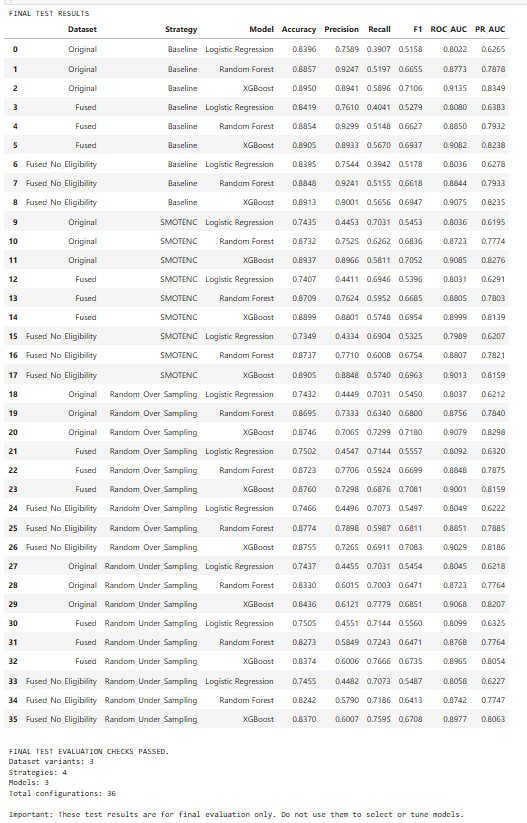 FINAL TEST RESULTS
Dataset Strategy Model Accuracy Precision Recall F1 ROC_AUC PR_AUC
0 Original Baseline Logistic Regression 0.8396 0.7589 0.3907 0.5158 0.8022 0.6265
1 Original Baseline Random Forest 0.8857 0.9247 0.5197 0.6655 0.8773 0.7878
2 Original Baseline XGBoost 0.8950 0.8941 0.5896 0.7106 0.9135 0.8349
3 Fused Baseline Logistic Regression 0.8419 0.7610 0.4041 0.5279 0.8080 0.6383
4 Fused Baseline Random Forest 0.8854 0.9299 0.5148 0.6627 0.8850 0.7932
5 Fused Baseline XGBoost 0.8905 0.8933 0.5670 0.6937 0.9082 0.8238
6 Fused_No_Eligibility Baseline Logistic Regression 0.8395 0.7544 0.3942 0.5178 0.8036 0.6278
7 Fused_No_Eligibility Baseline Random Forest 0.8848 0.9241 0.5155 0.6618 0.8844 0.7933
8 Fused_No_Eligibility Baseline XGBoost 0.8913 0.9001 0.5656 0.6947 0.9075 0.8235
9 Original SMOTENC Logistic Regression 0.7435 0.4453 0.7031 0.5453 0.8036 0.6195
10 Original SMOTENC Random Forest 0.8732 0.7525 0.6262 0.6836 0.8723 0.7774
11 Original SMOTENC XGBoost 0.8937 0.8966 0.5811 0.7052 0.9085 0.8276
12 Fused SMOTENC Logistic Regression 0.7407 0.4411 0.6946 0.5396 0.8031 0.6291
13 Fused SMOTENC Random Forest 0.8709 0.7624 0.5952 0.6685 0.8805 0.7803
14 Fused SMOTENC XGBoost 0.8899 0.8801 0.5748 0.6954 0.8999 0.8139
15 Fused_No_Eligibility SMOTENC Logistic Regression 0.7349 0.4334 0.6904 0.5325 0.7989 0.6207
16 Fused_No_Eligibility SMOTENC Random Forest 0.8737 0.7710 0.6008 0.6754 0.8807 0.7821
17 Fused_No_Eligibility SMOTENC XGBoost 0.8905 0.8848 0.5740 0.6963 0.9013 0.8159
18 Original Random_Over_Sampling Logistic Regression 0.7432 0.4449 0.7031 0.5450 0.8037 0.6212
19 Original Random_Over_Sampling Random Forest 0.8695 0.7333 0.6340 0.6800 0.8756 0.7840
20 Original Random_Over_Sampling XGBoost 0.8746 0.7065 0.7299 0.7180 0.9079 0.8298
21 Fused Random_Over_Sampling Logistic Regression 0.7502 0.4547 0.7144 0.5557 0.8092 0.6320
22 Fused Random_Over_Sampling Random Forest 0.8723 0.7706 0.5924 0.6699 0.8848 0.7875
23 Fused Random_Over_Sampling XGBoost 0.8760 0.7298 0.6876 0.7081 0.9001 0.8159
24 Fused_No_Eligibility Random_Over_Sampling Logistic Regression 0.7466 0.4496 0.7073 0.5497 0.8049 0.6222
25 Fused_No_Eligibility Random_Over_Sampling Random Forest 0.8774 0.7898 0.5987 0.6811 0.8851 0.7885
26 Fused_No_Eligibility Random_Over_Sampling XGBoost 0.8755 0.7265 0.6911 0.7083 0.9029 0.8186
27 Original Random_Under_Sampling Logistic Regression 0.7437 0.4455 0.7031 0.5454 0.8045 0.6218
28 Original Random_Under_Sampling Random Forest 0.8330 0.6015 0.7003 0.6471 0.8723 0.7764
29 Original Random_Under_Sampling XGBoost 0.8436 0.6121 0.7779 0.6851 0.9068 0.8207
30 Fused Random_Under_Sampling Logistic Regression 0.7505 0.4551 0.7144 0.5560 0.8099 0.6325
31 Fused Random_Under_Sampling Random Forest 0.8273 0.5849 0.7243 0.6471 0.8768 0.7764
32 Fused Random_Under_Sampling XGBoost 0.8374 0.6006 0.7666 0.6735 0.8965 0.8054
33 Fused_No_Eligibility Random_Under_Sampling Logistic Regression 0.7455 0.4482 0.7073 0.5487 0.8058 0.6227
34 Fused_No_Eligibility Random_Under_Sampling Random Forest 0.8242 0.5790 0.7186 0.6413 0.8742 0.7747
35 Fused_No_Eligibility Random_Under_Sampling XGBoost 0.8370 0.6007 0.7595 0.6708 0.8977 0.8063
FINAL TEST EVALUATION CHECKS PASSED.
Dataset variants: 3
Strategies: 4
Models: 3
Total configurations: 36
Important: These test results are for final evaluation only. Do not use them to select or tune models.